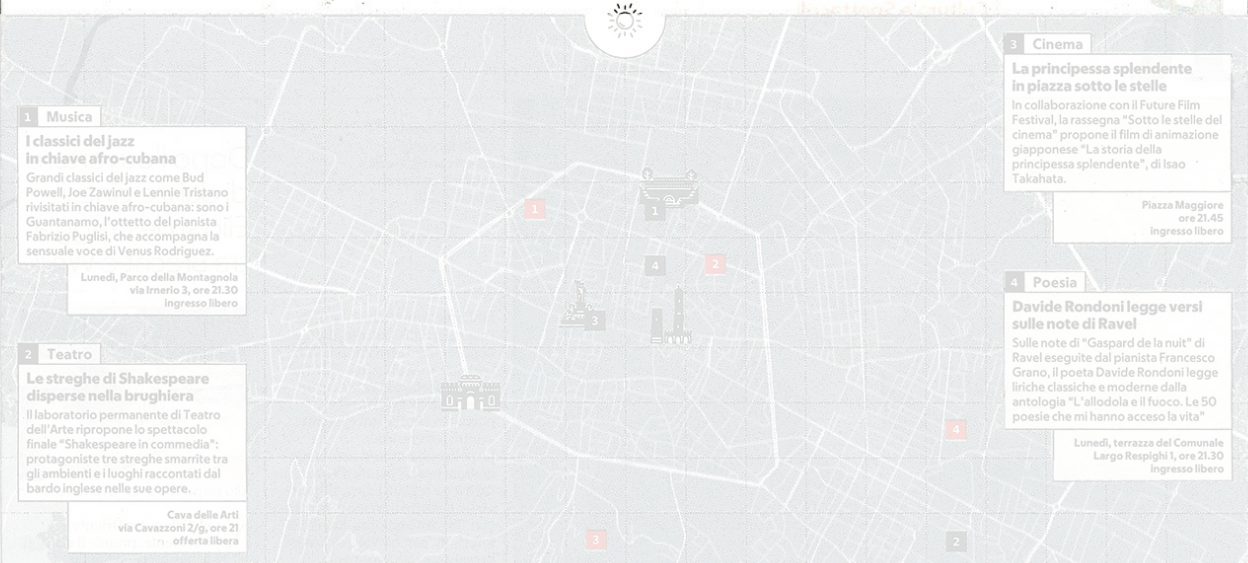 1 Musica
I classici del jazz
in chiave afro-cubana
Grandi classici del jazz come Bud
Powell, Joe Zawinul e Lennie Tristano
rivisitati in chiave afro-cubana: sono i
Guantanamo, l'ottetto del pianista
Fabrizio Puglisi, che accompagna la
sensuale voce di Venus Rodriguez.
Lunedì, Parco della Montagnola
via Irnerio 3, ore 21.30
ingresso libero
2 Teatro
Le streghe di Shakespeare
disperse nella brughiera
Il laboratorio permanente di Teatro
dell'Arte ripropone lo spettacolo
finale "Shakespeare in commedia":
protagoniste tre streghe smarrite tra
gli ambienti e i luoghi raccontati dal
bardo inglese nelle sue opere.
Cava delle Arti
via Cavazzoni 2/g, ore 21
offerta libera
1
1
4
2
3
4
3
2
3 Cinema
La principessa splendente
in piazza sotto le stelle
In collaborazione con il Future Film
Festival, la rassegna "Sotto le stelle del
cinema" propone il film di animazione
giapponese "La storia della
principessa splendente", di Isao
Takahata.
Piazza Maggiore
ore 21.45
ingresso libero
4 Poesia
Davide Rondoni legge versi
sulle note di Ravel
Sulle note di "Gaspard de la nuit" di
Ravel eseguite dal pianista Francesco
Grano, il poeta Davide Rondoni legge
liriche classiche e moderne dalla
antologia "L'allodola e il fuoco. Le 50
poesie che mi hanno acceso la vita"
Lunedì, terrazza del Comunale
Largo Respighi 1, ore 21.30
ingresso libero